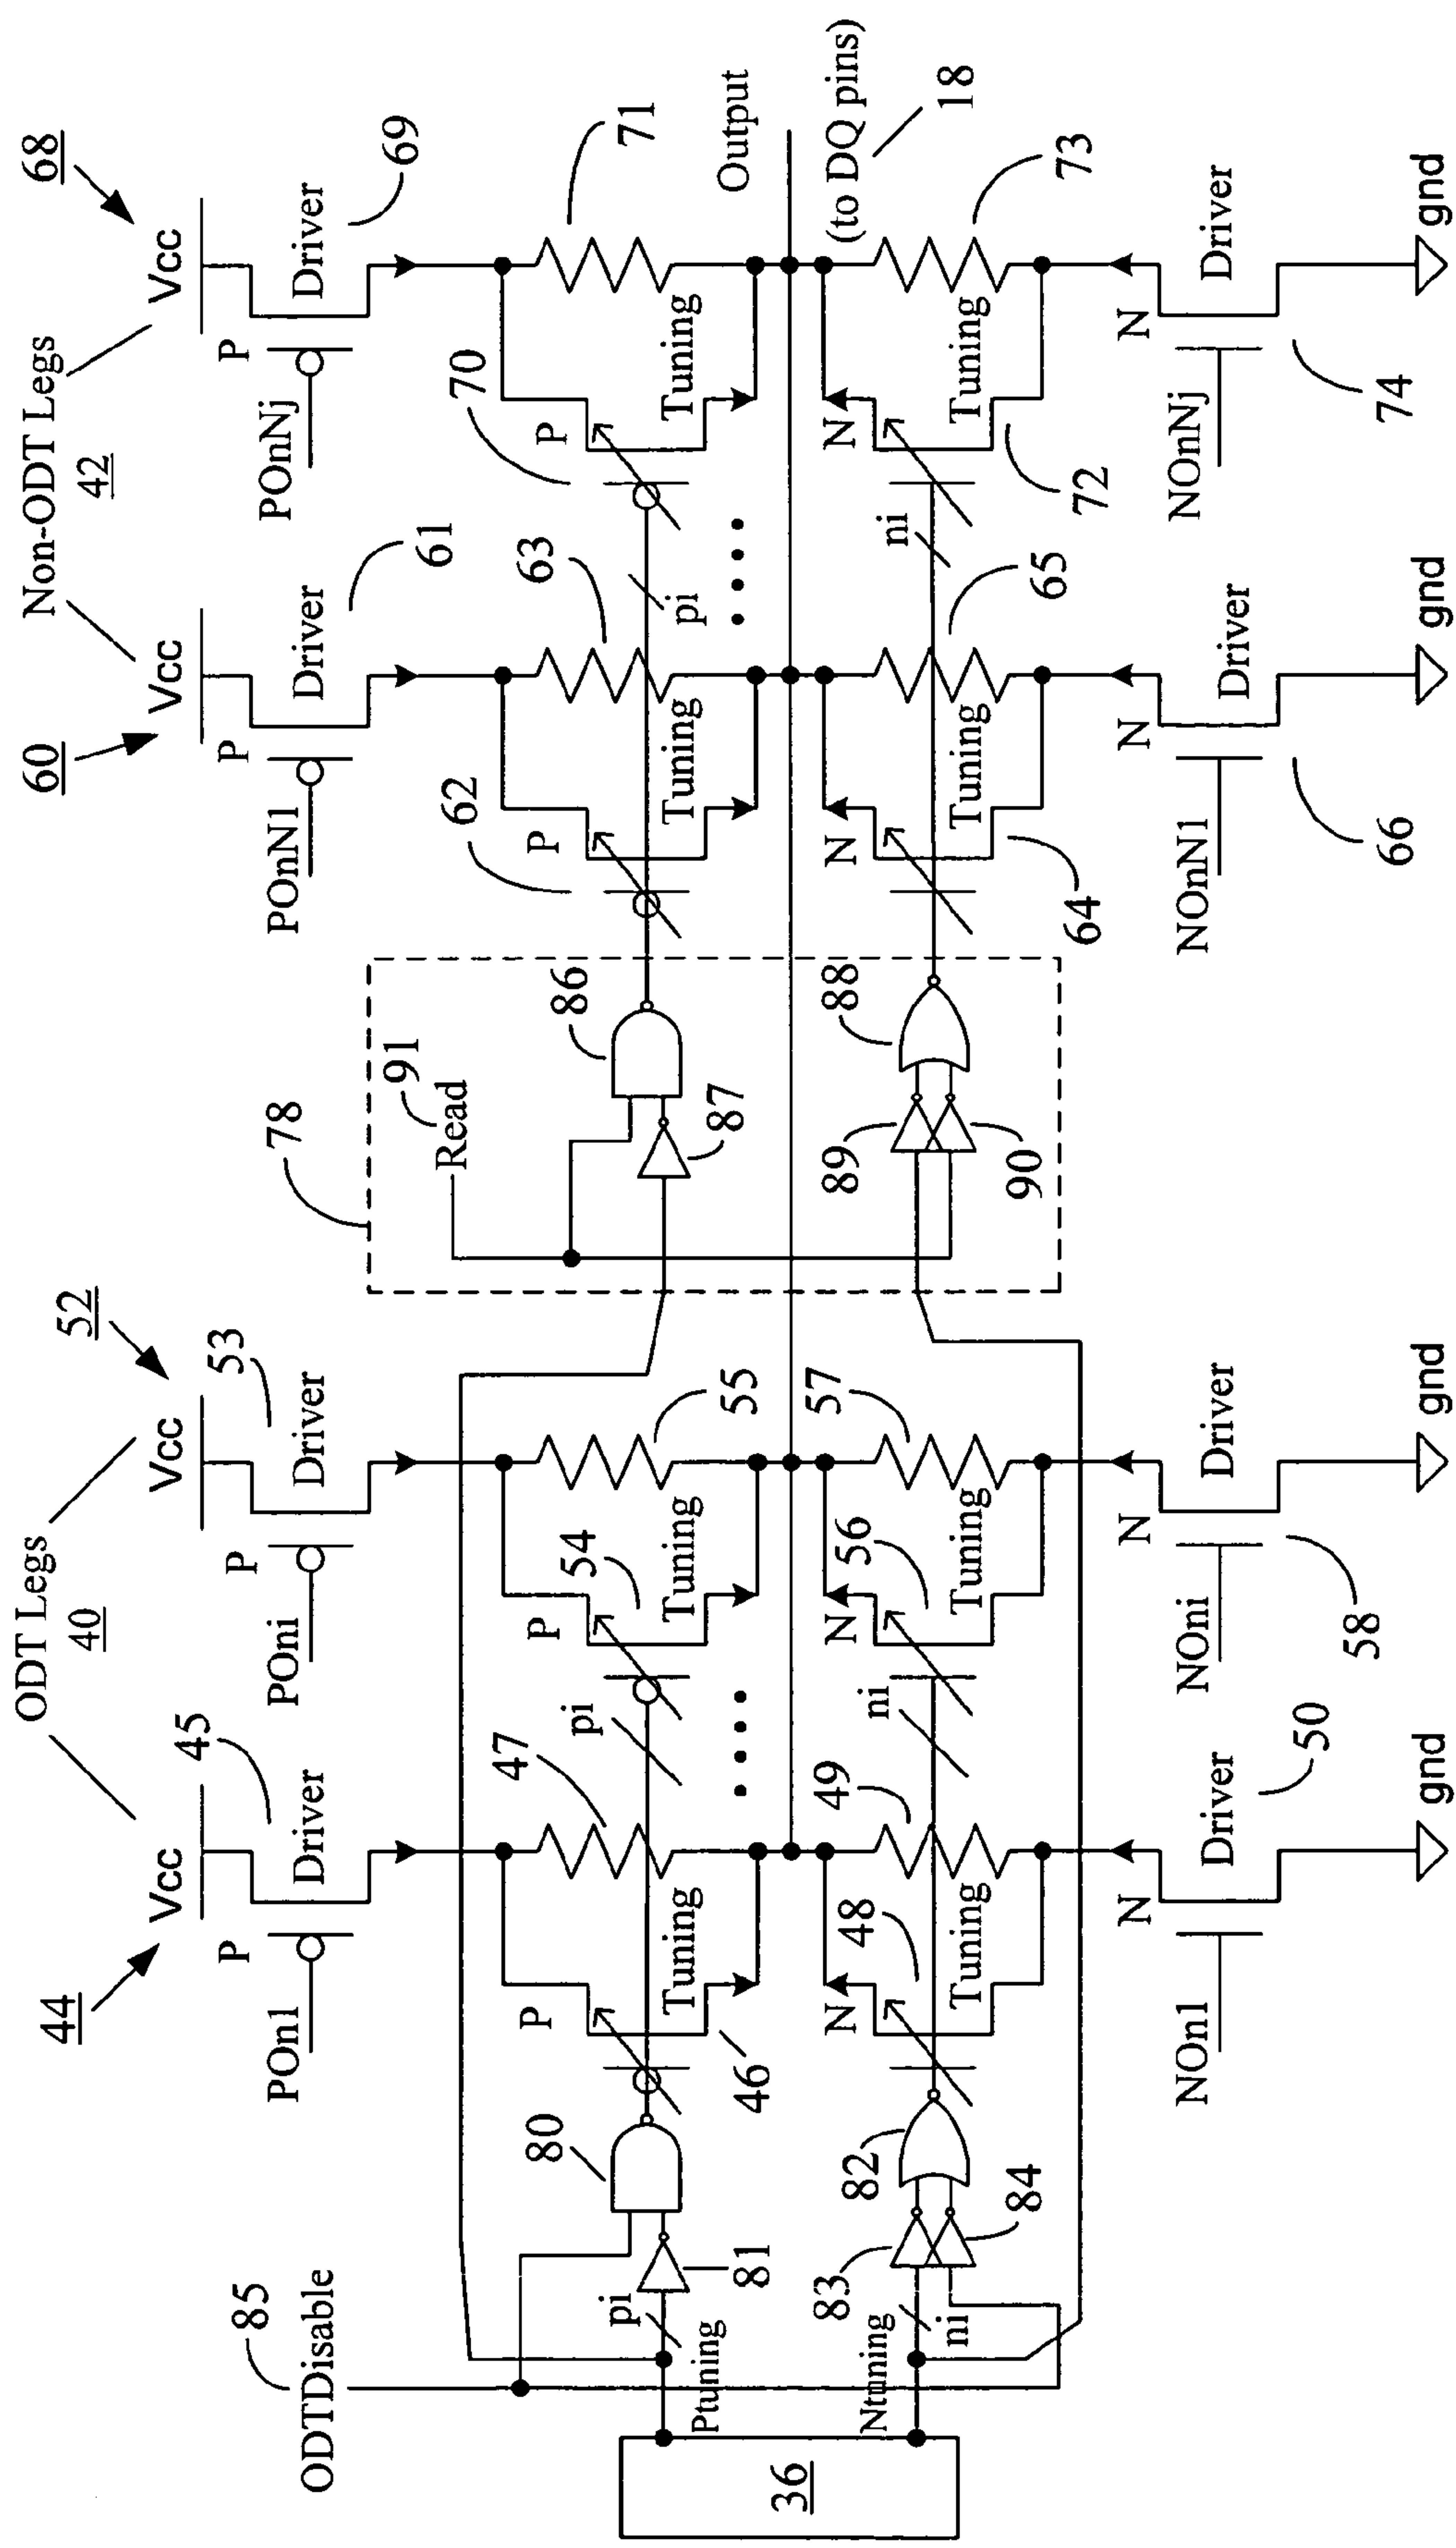 ODT Legs
40
Non-ODT Legs
42
44
Vcc
52
Vcc
60
Vcc
68
Vcc
85
ODTDisable
POn1
P
Driver
45
POni
P
Driver
53
POnN1
P
Driver
61
POnNj
P
Driver
69
78
91
Read
80
P
46
Tuning
47
pi
P
54
Tuning
55
86
87
62
P
Tuning
63
pi
70
P
Tuning
71
pi
81
Ptuning
36
Output
(to DQ pins)
18
Ntuning
ni
83
84
82
N
48
Tuning
49
ni
N
56
Tuning
57
89
90
88
N
64
Tuning
65
ni
N
72
Tuning
73
NOn1
N
Driver
50
NOni
N
Driver
58
NOnN1
N
Driver
66
NOnNj
N
Driver
74
gnd
gnd
gnd
gnd